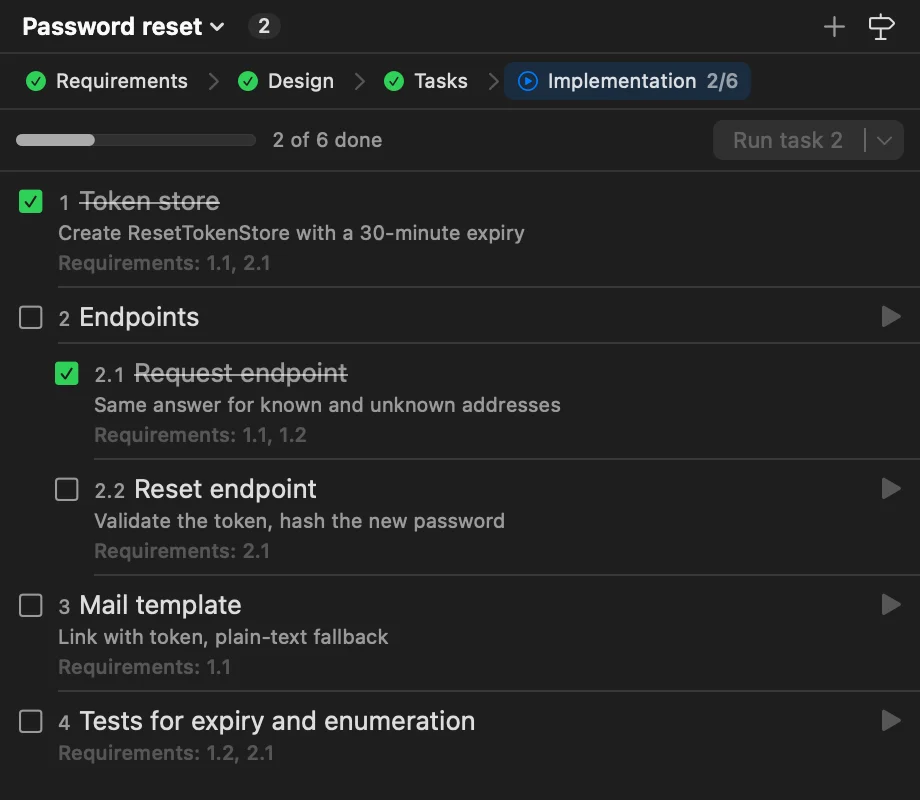 Password reset 2
Requirements Design Tasks Implementation 2/6
2 of 6 done Run task 2
1 Token store
Create ResetTokenStore with a 30-minute expiry
Requirements: 1.1, 2.1
2 Endpoints
2.1 Request endpoint
Same answer for known and unknown addresses
Requirements: 1.1, 1.2
2.2 Reset endpoint
Validate the token, hash the new password
Requirements: 2.1
3 Mail template
Link with token, plain-text fallback
Requirements: 1.1
4 Tests for expiry and enumeration
Requirements: 1.2, 2.1